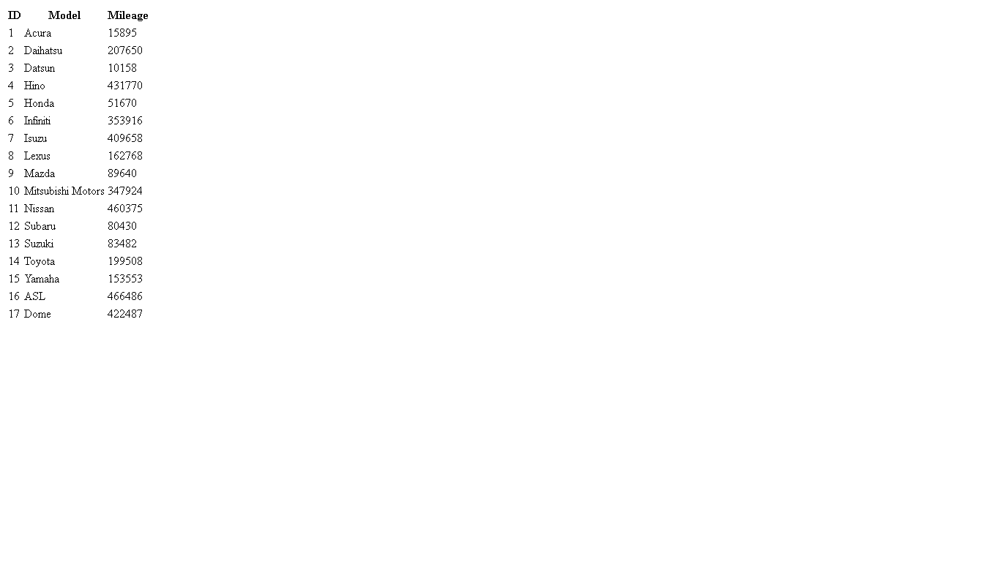 ID Model Mileage
1 Acura 15895
2 Daihatsu 207650
3 Datsun 10158
4 Hino 431770
5 Honda 51670
6 Infiniti 353916
7 Isuzu 409658
8 Lexus 162768
9 Mazda 89640
10 Mitsubishi Motors 347924
11 Nissan 460375
12 Subaru 80430
13 Suzuki 83482
14 Toyota 199508
15 Yamaha 153553
16 ASL 466486
17 Dome 422487